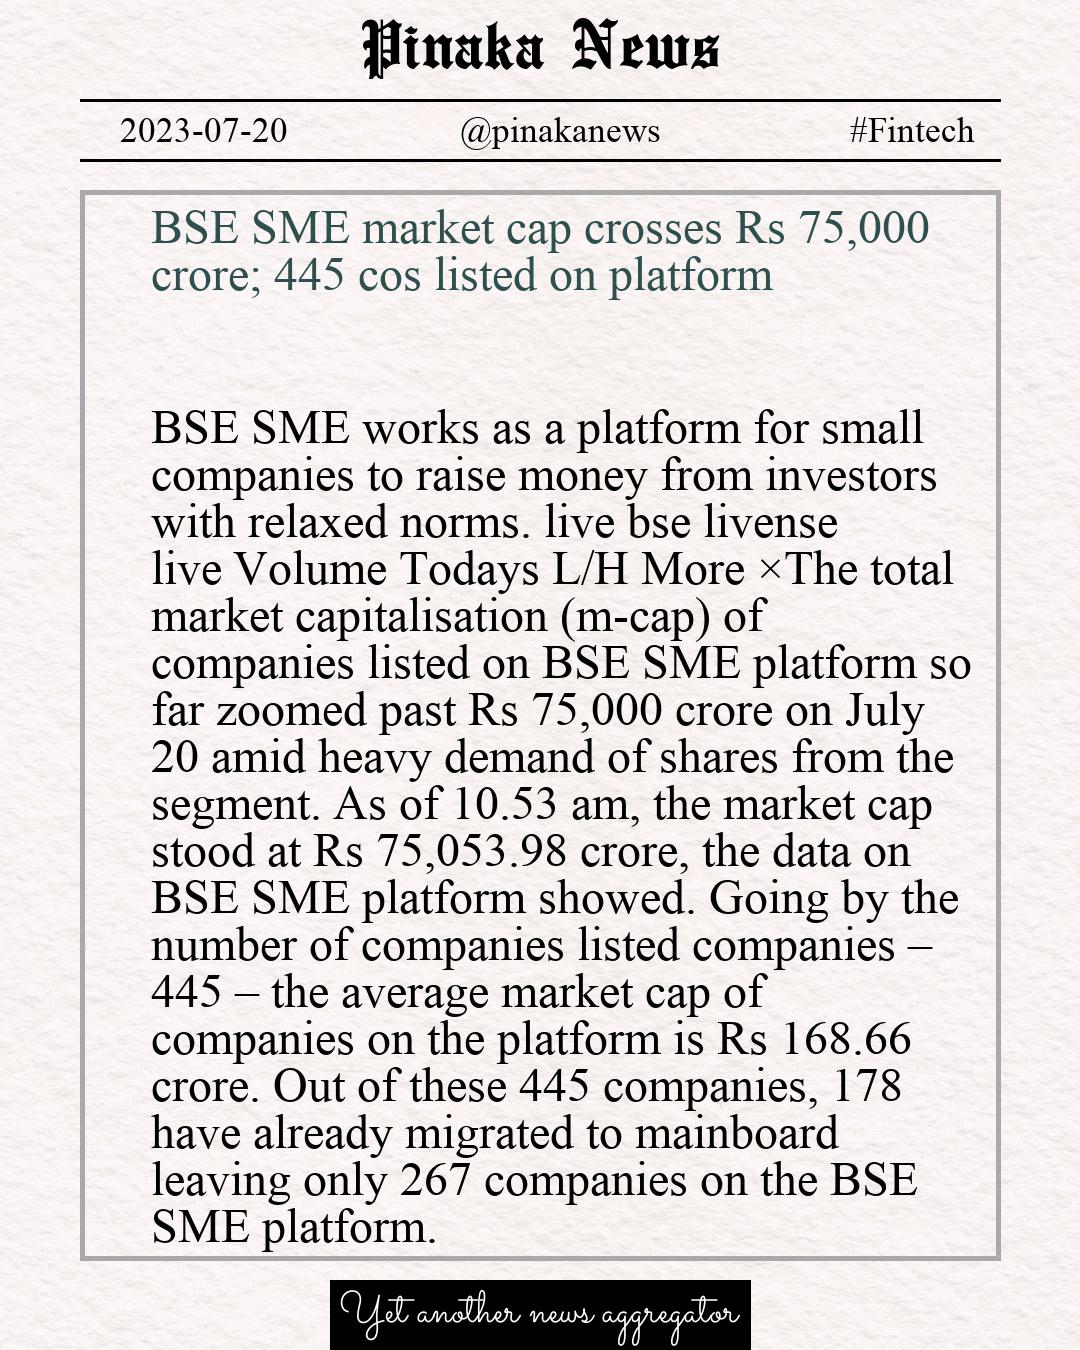 Pinaka News
2023-07-20 @pinakanews #Fintech
BSE SME market cap crosses Rs 75,000
crore; 445 cos listed on platform
BSE SME works as a platform for small
companies to raise money from investors
with relaxed norms. live bse livense
live Volume Todays L/H More ×The total
market capitalisation (m-cap) of
companies listed on BSE SME platform so
far zoomed past Rs 75,000 crore on July
20 amid heavy demand of shares from the
segment. As of 10.53 am, the market cap
stood at Rs 75,053.98 crore, the data on
BSE SME platform showed. Going by the
number of companies listed companies –
445 – the average market cap of
companies on the platform is Rs 168.66
crore. Out of these 445 companies, 178
have already migrated to mainboard
leaving only 267 companies on the BSE
SME platform.
Yet another news aggregator